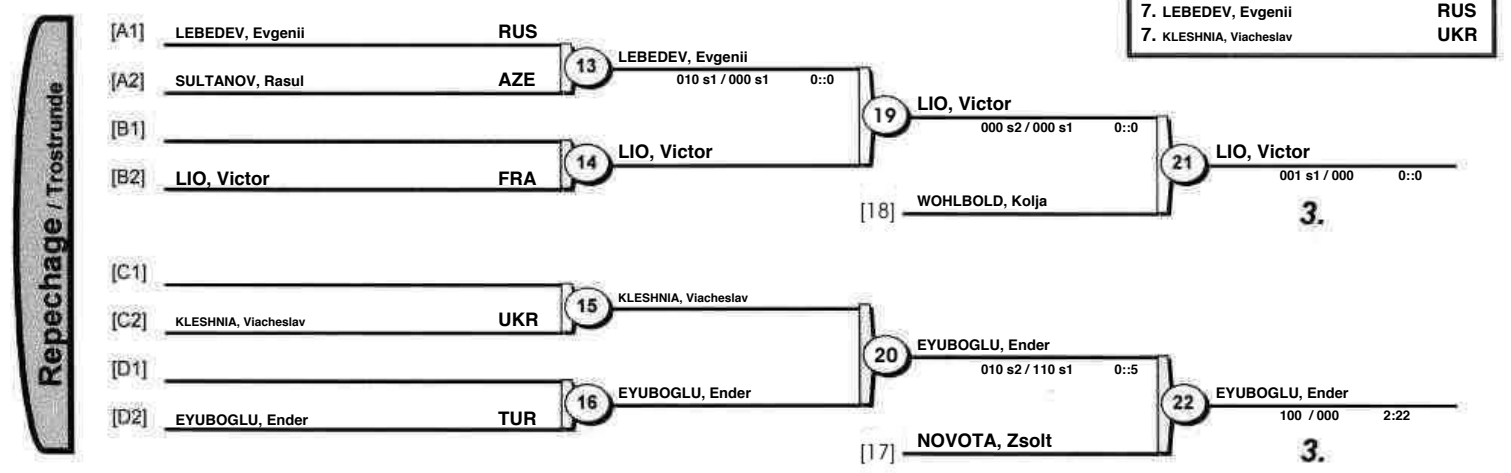 7. LEBEDEV, Evgenii RUS
7. KLESHNIA, Viacheslav UKR
Repechage / Trostrunde
[A1] LEBEDEV, Evgenii RUS
13 LEBEDEV, Evgenii
010 s1 / 000 s1 0::0
[A2] SULTANOV, Rasul AZE
19 LIO, Victor
000 s2 / 000 s1 0::0
[B1]
14 LIO, Victor
[B2] LIO, Victor FRA
21 LIO, Victor
001 s1 / 000 0::0
[18] WOHLBOLD, Kolja
3.
[C1]
15 KLESHNIA, Viacheslav
[C2] KLESHNIA, Viacheslav UKR
20 EYUBOGLU, Ender
010 s2 / 110 s1 0::5
[D1]
16 EYUBOGLU, Ender
[D2] EYUBOGLU, Ender TUR
22 EYUBOGLU, Ender
100 / 000 2:22
[17] NOVOTA, Zsolt
3.